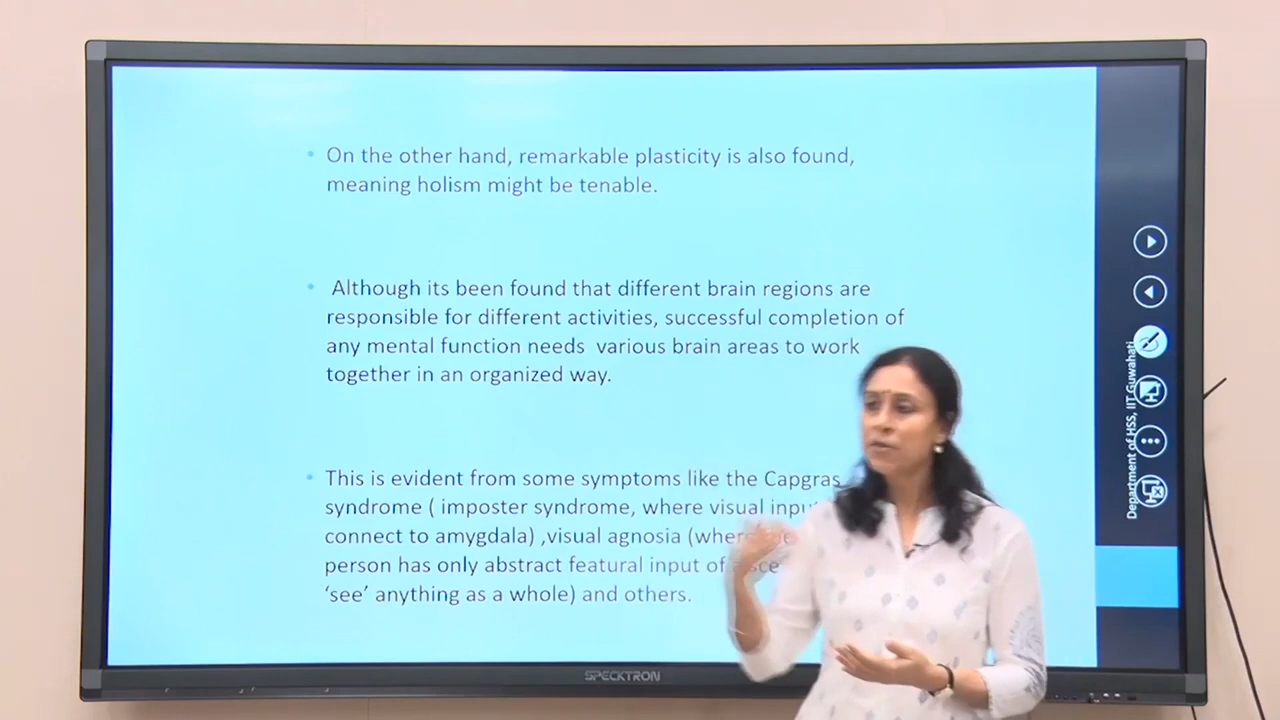 On the other hand, remarkable plasticity is also found,
meaning holism might be tenable.
Although its been found that different brain regions are
responsible for different activities, successful completion of
any mental function needs various brain areas to work
together in an organized way.
This is evident from some symptoms like the Capgras
syndrome ( imposter syndrome, where visual
connect to amygdala) ,visual agnosia
person has only abstract featural input of
'see' anything as a whole) and others.
Department of HSS, IIT Guwahati
SPECKTRON